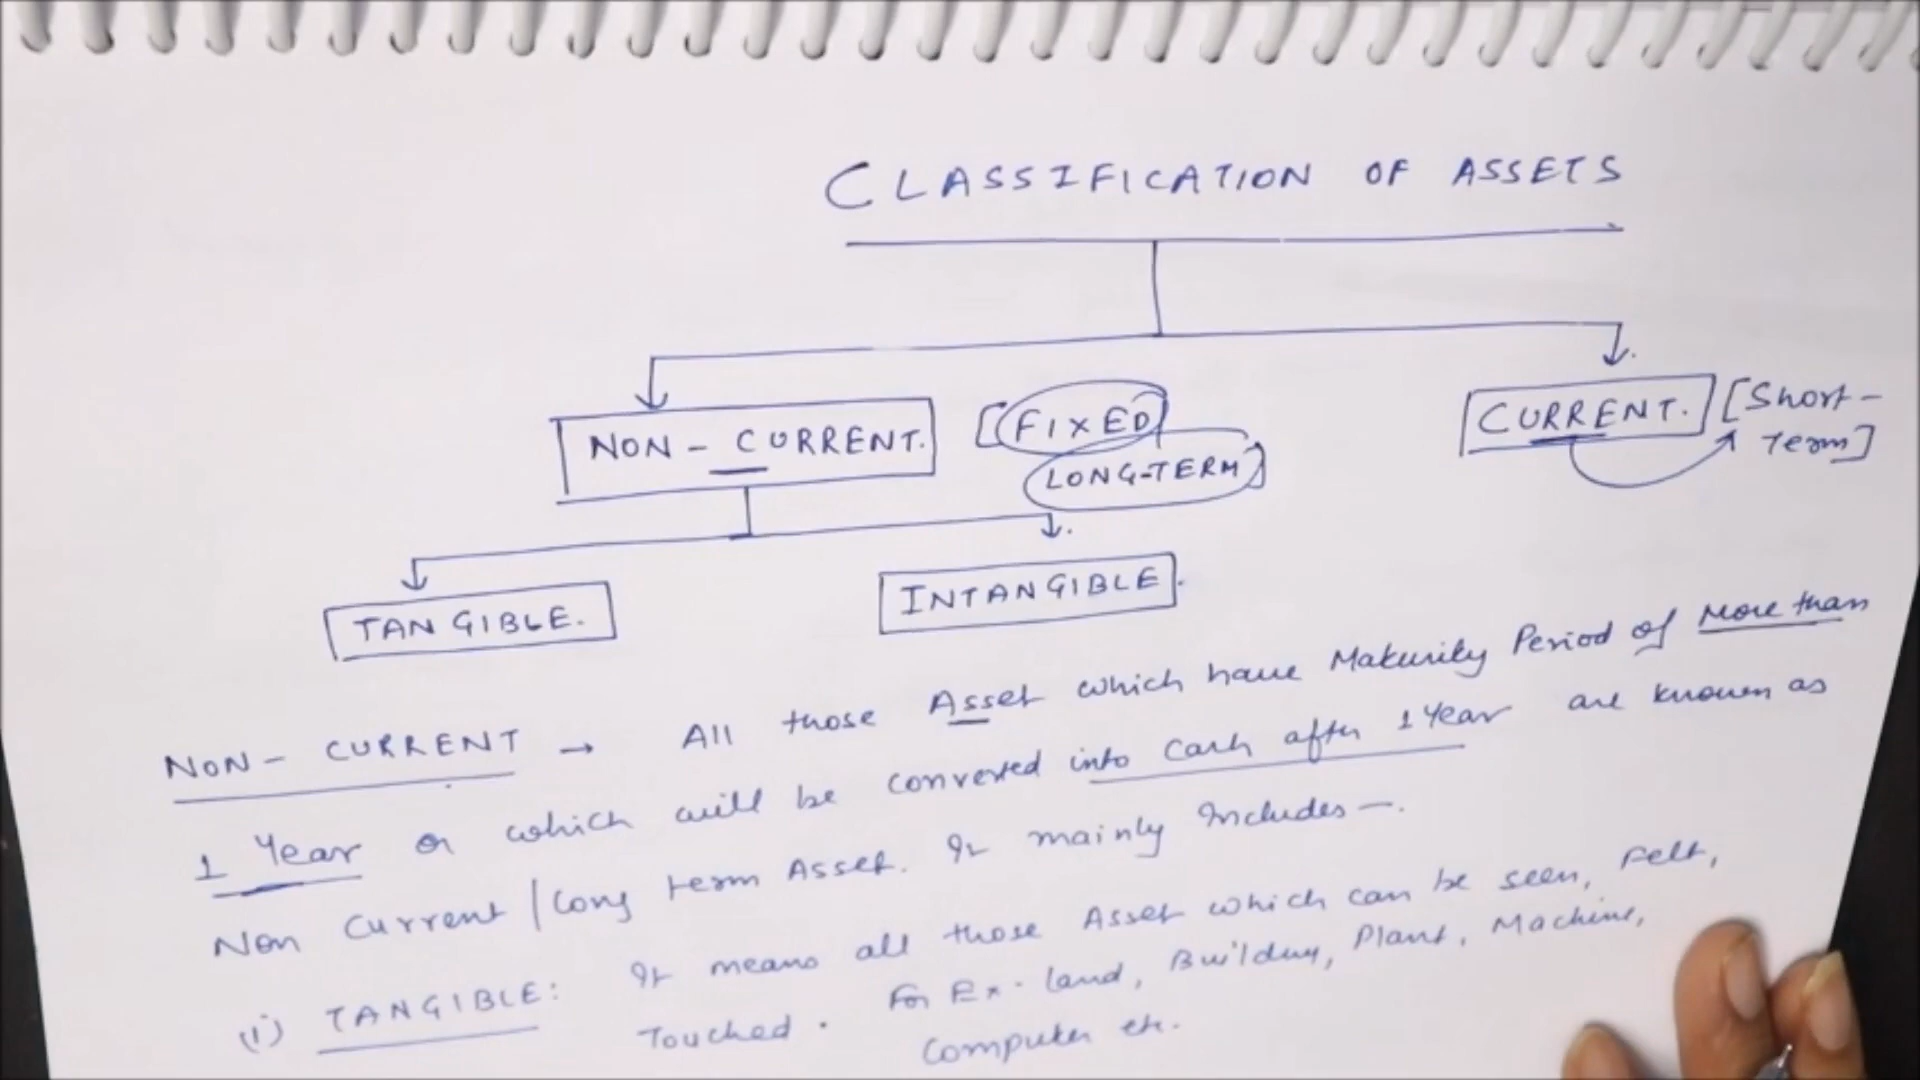 CLASSIFICATION OF ASSETS
NON-CURRENT. [FIXED
LONG-TERM]
CURRENT. [Short-
Term]
TANGIBLE.
INTANGIBLE.
NON-CURRENT → All those Asset which have Maturity Period of More than
1 Year or which will be converted into Cash after 1 Year are known as
Non Current/Long term Asset. It mainly Includes—.
(i) TANGIBLE: It means all those Asset which can be seen, Felt,
Touched. For Ex. land, Building, Plant, Machine,
Computer etc.